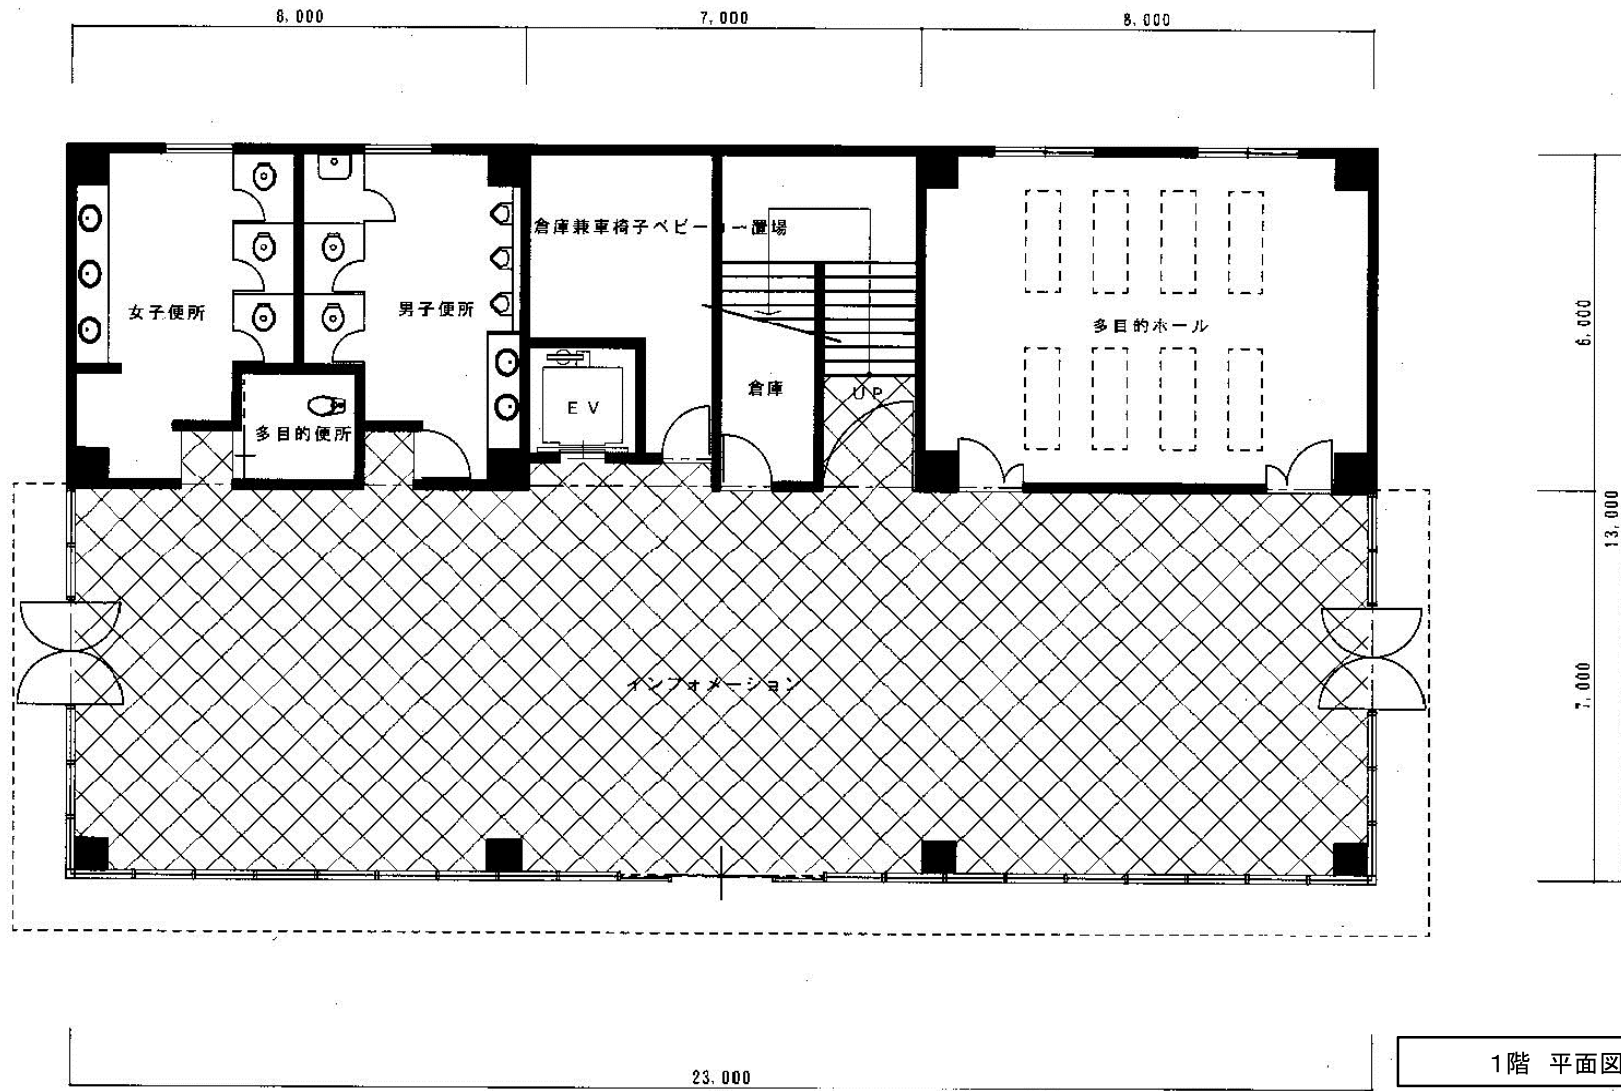 8,000
7,000
8,000
倉庫兼車椅子ベビーカー置場
女子便所
男子便所
多目的ホール
6,000
倉庫
UP
EV
多目的便所
13,000
インフォメーション
7,000
1階 平面図
23,000